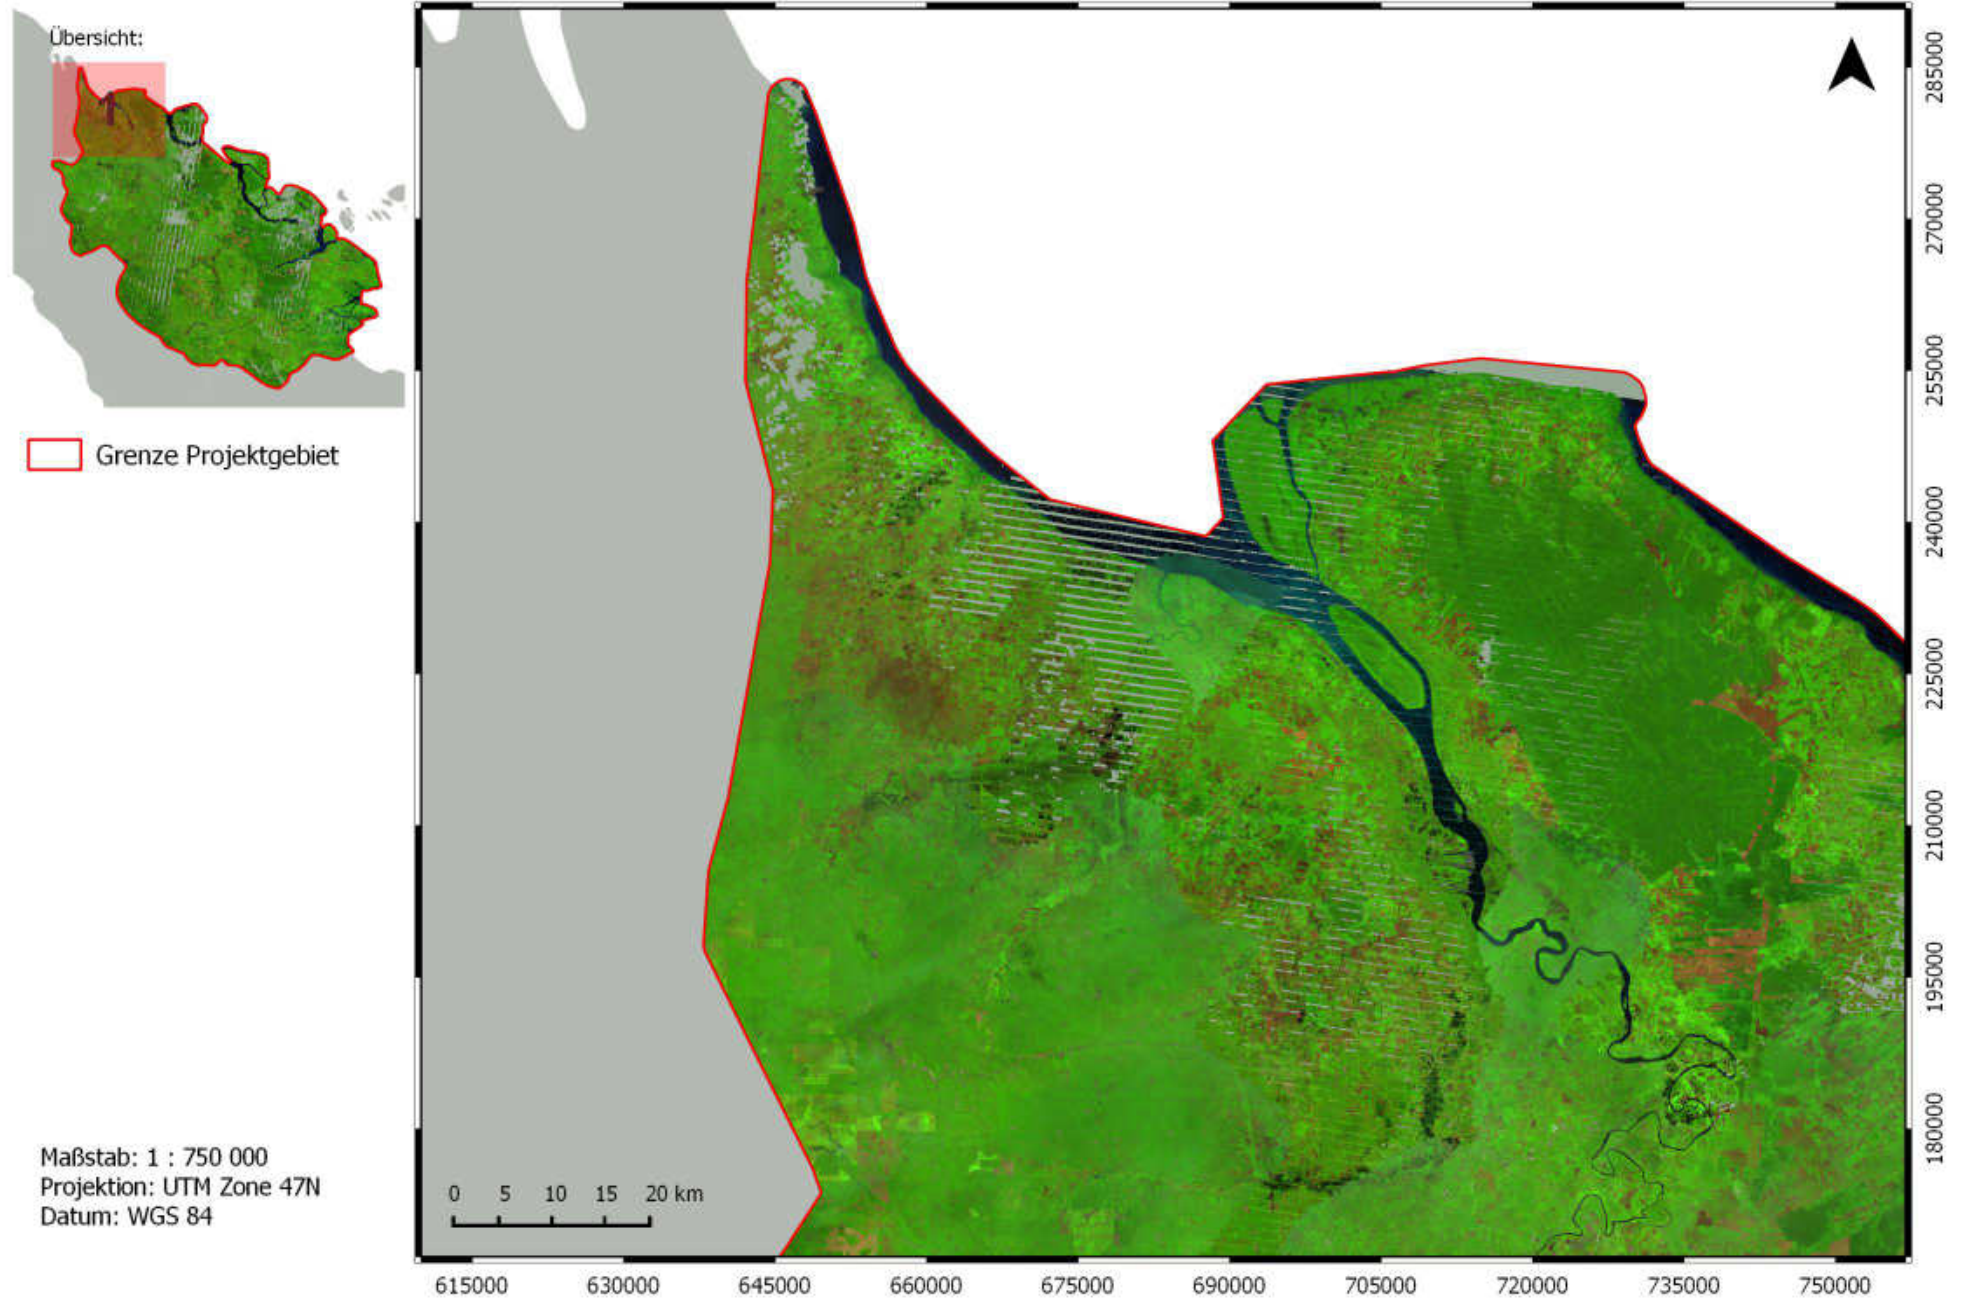 Übersicht:
1
Grenze Projektgebiet
Maßstab: 1 : 750 000
Projektion: UTM Zone 47N
Datum: WGS 84
0 5 10 15 20 km
285000
270000
255000
240000
225000
210000
195000
180000
615000 630000 645000 660000 675000 690000 705000 720000 735000 750000